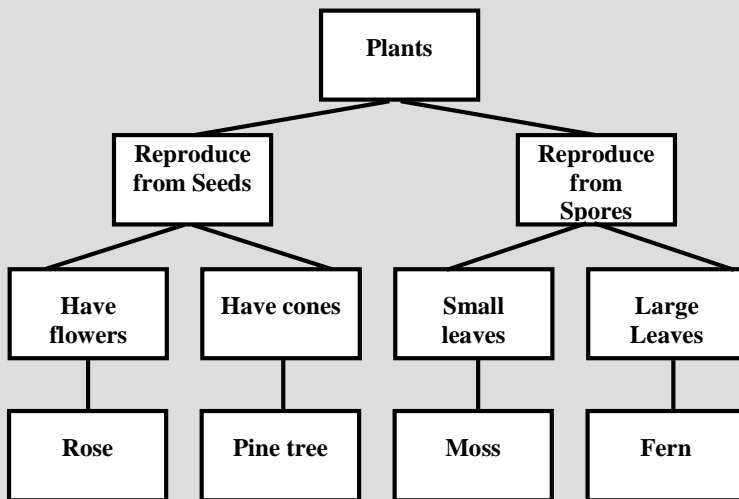 Plants
Reproduce
from Seeds
Reproduce
from
Spores
Have
flowers
Have cones
Small
leaves
Large
Leaves
Rose
Pine tree
Moss
Fern